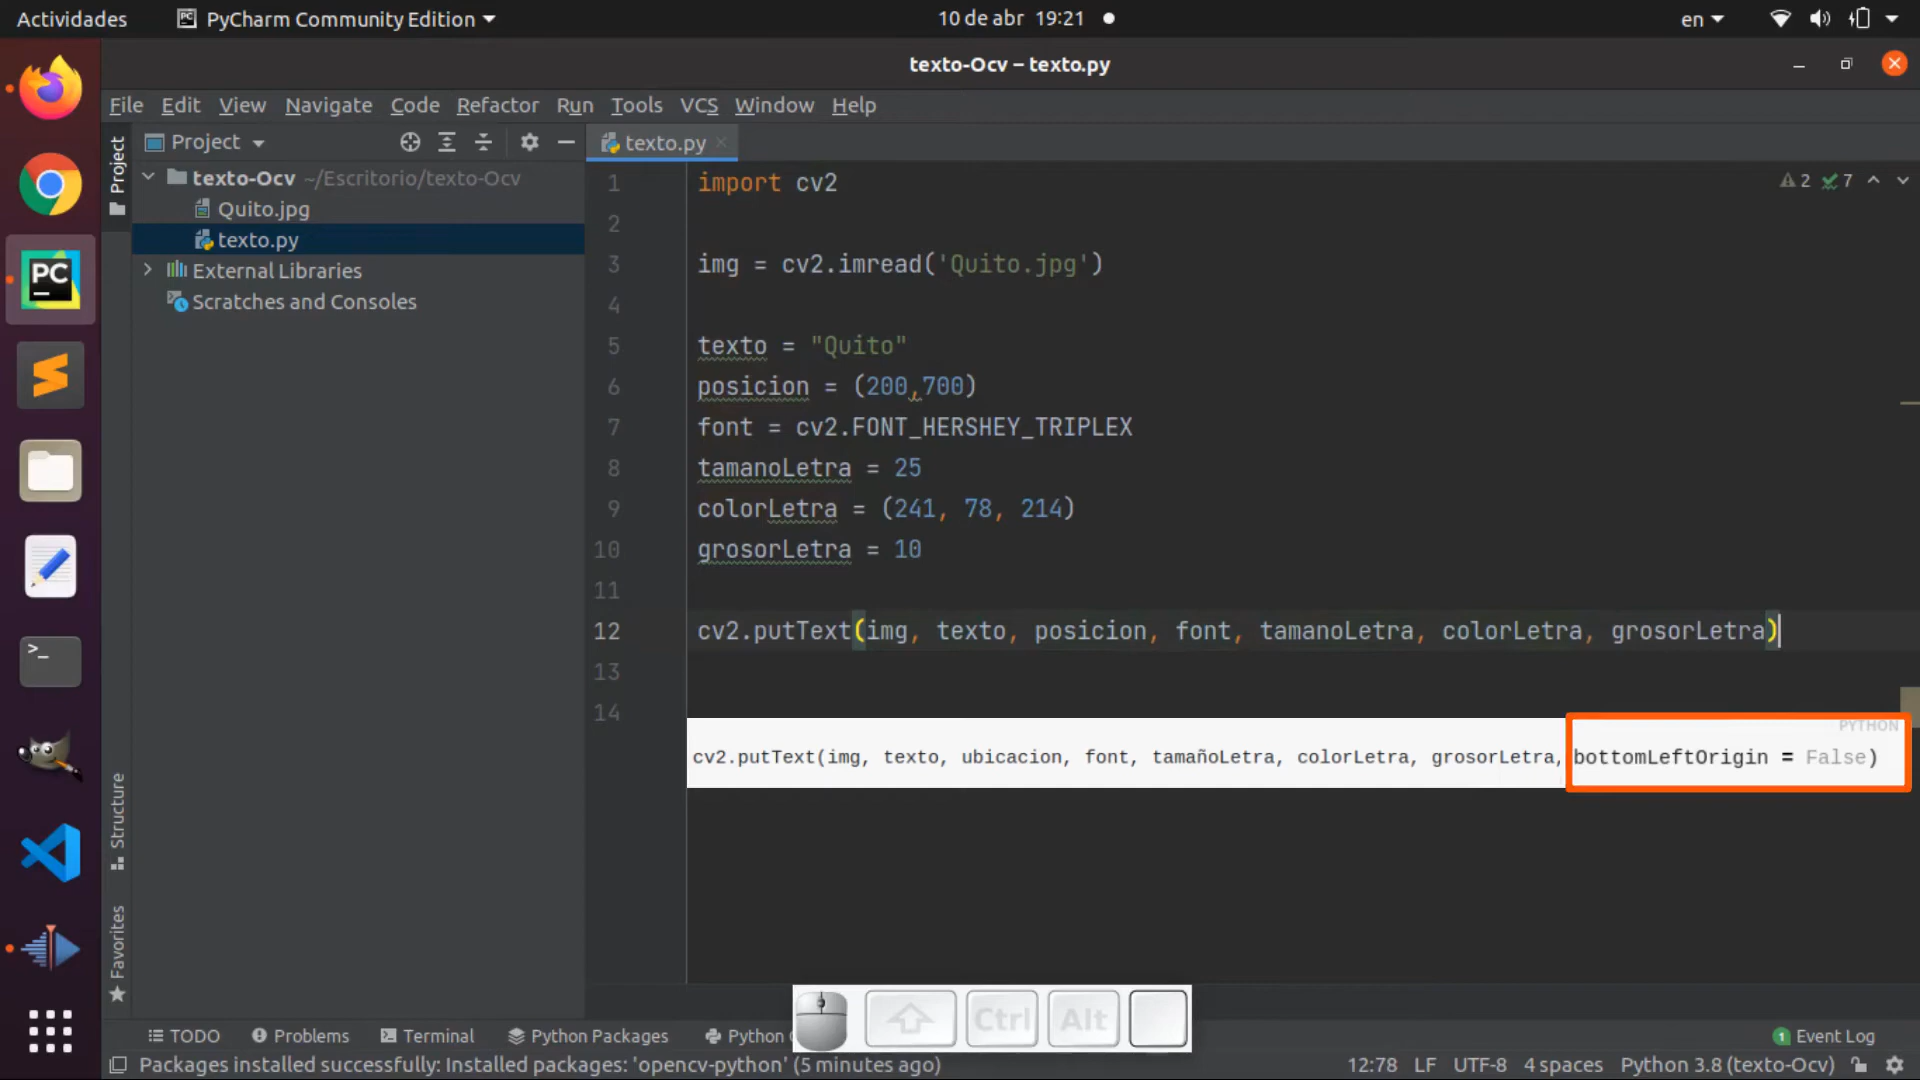 Actividades PyCharm Community Edition 10 de abr 19:21 en
texto-Ocv – texto.py
File Edit View Navigate Code Refactor Run Tools VCS Window Help
Project texto.py
Project
texto-Ocv ~/Escritorio/texto-Ocv
Quito.jpg
texto.py
External Libraries
Scratches and Consoles
2 7
1 import cv2
2
3 img = cv2.imread('Quito.jpg')
4
5 texto = "Quito"
6 posicion = (200,700)
7 font = cv2.FONT_HERSHEY_TRIPLEX
8 tamanoLetra = 25
9 colorLetra = (241, 78, 214)
10 grosorLetra = 10
11
12 cv2.putText(img, texto, posicion, font, tamanoLetra, colorLetra, grosorLetra)
13
14
PYTHON
cv2.putText(img, texto, ubicacion, font, tamañoLetra, colorLetra, grosorLetra, bottomLeftOrigin = False)
Structure
Favorites
PC
>_
Ctrl Alt
TODO Problems Terminal Python Packages Python 1 Event Log
Packages installed successfully: Installed packages: 'opencv-python' (5 minutes ago) 12:78 LF UTF-8 4 spaces Python 3.8 (texto-Ocv)